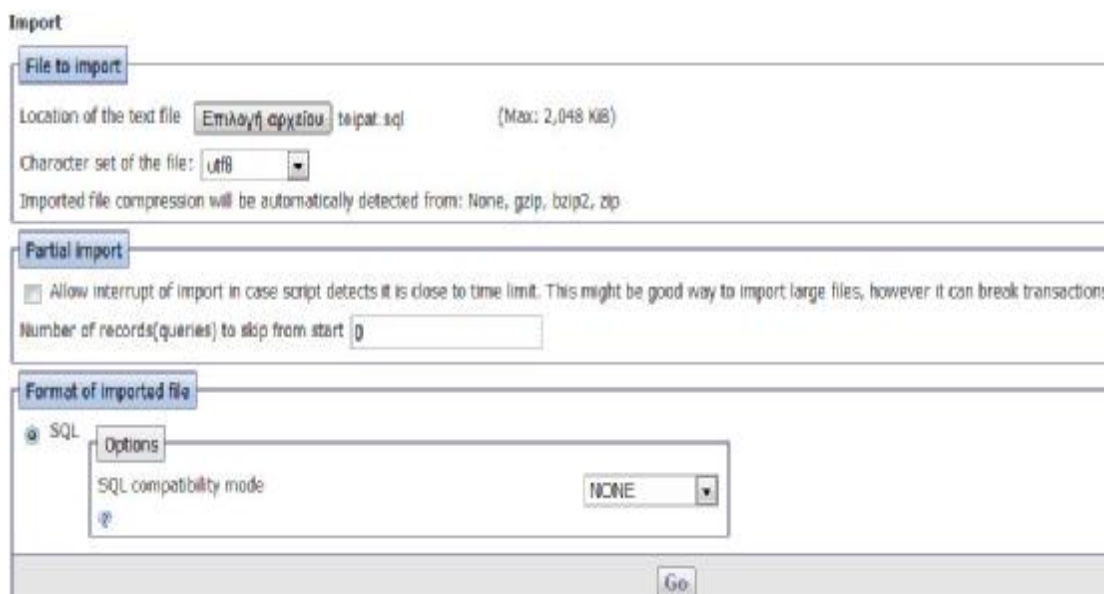 Import
File to import
Location of the text file Επιλογή αρχείου teipat.sql (Max: 2,048 KiB)
Character set of the file: utf8
Imported file compression will be automatically detected from: None, gzip, bzip2, zip
Partial import
Allow interrupt of import in case script detects it is close to time limit. This might be good way to import large files, however it can break transactions
Number of records(queries) to skip from start 0
Format of imported file
SQL
Options
SQL compatibility mode NONE
Go